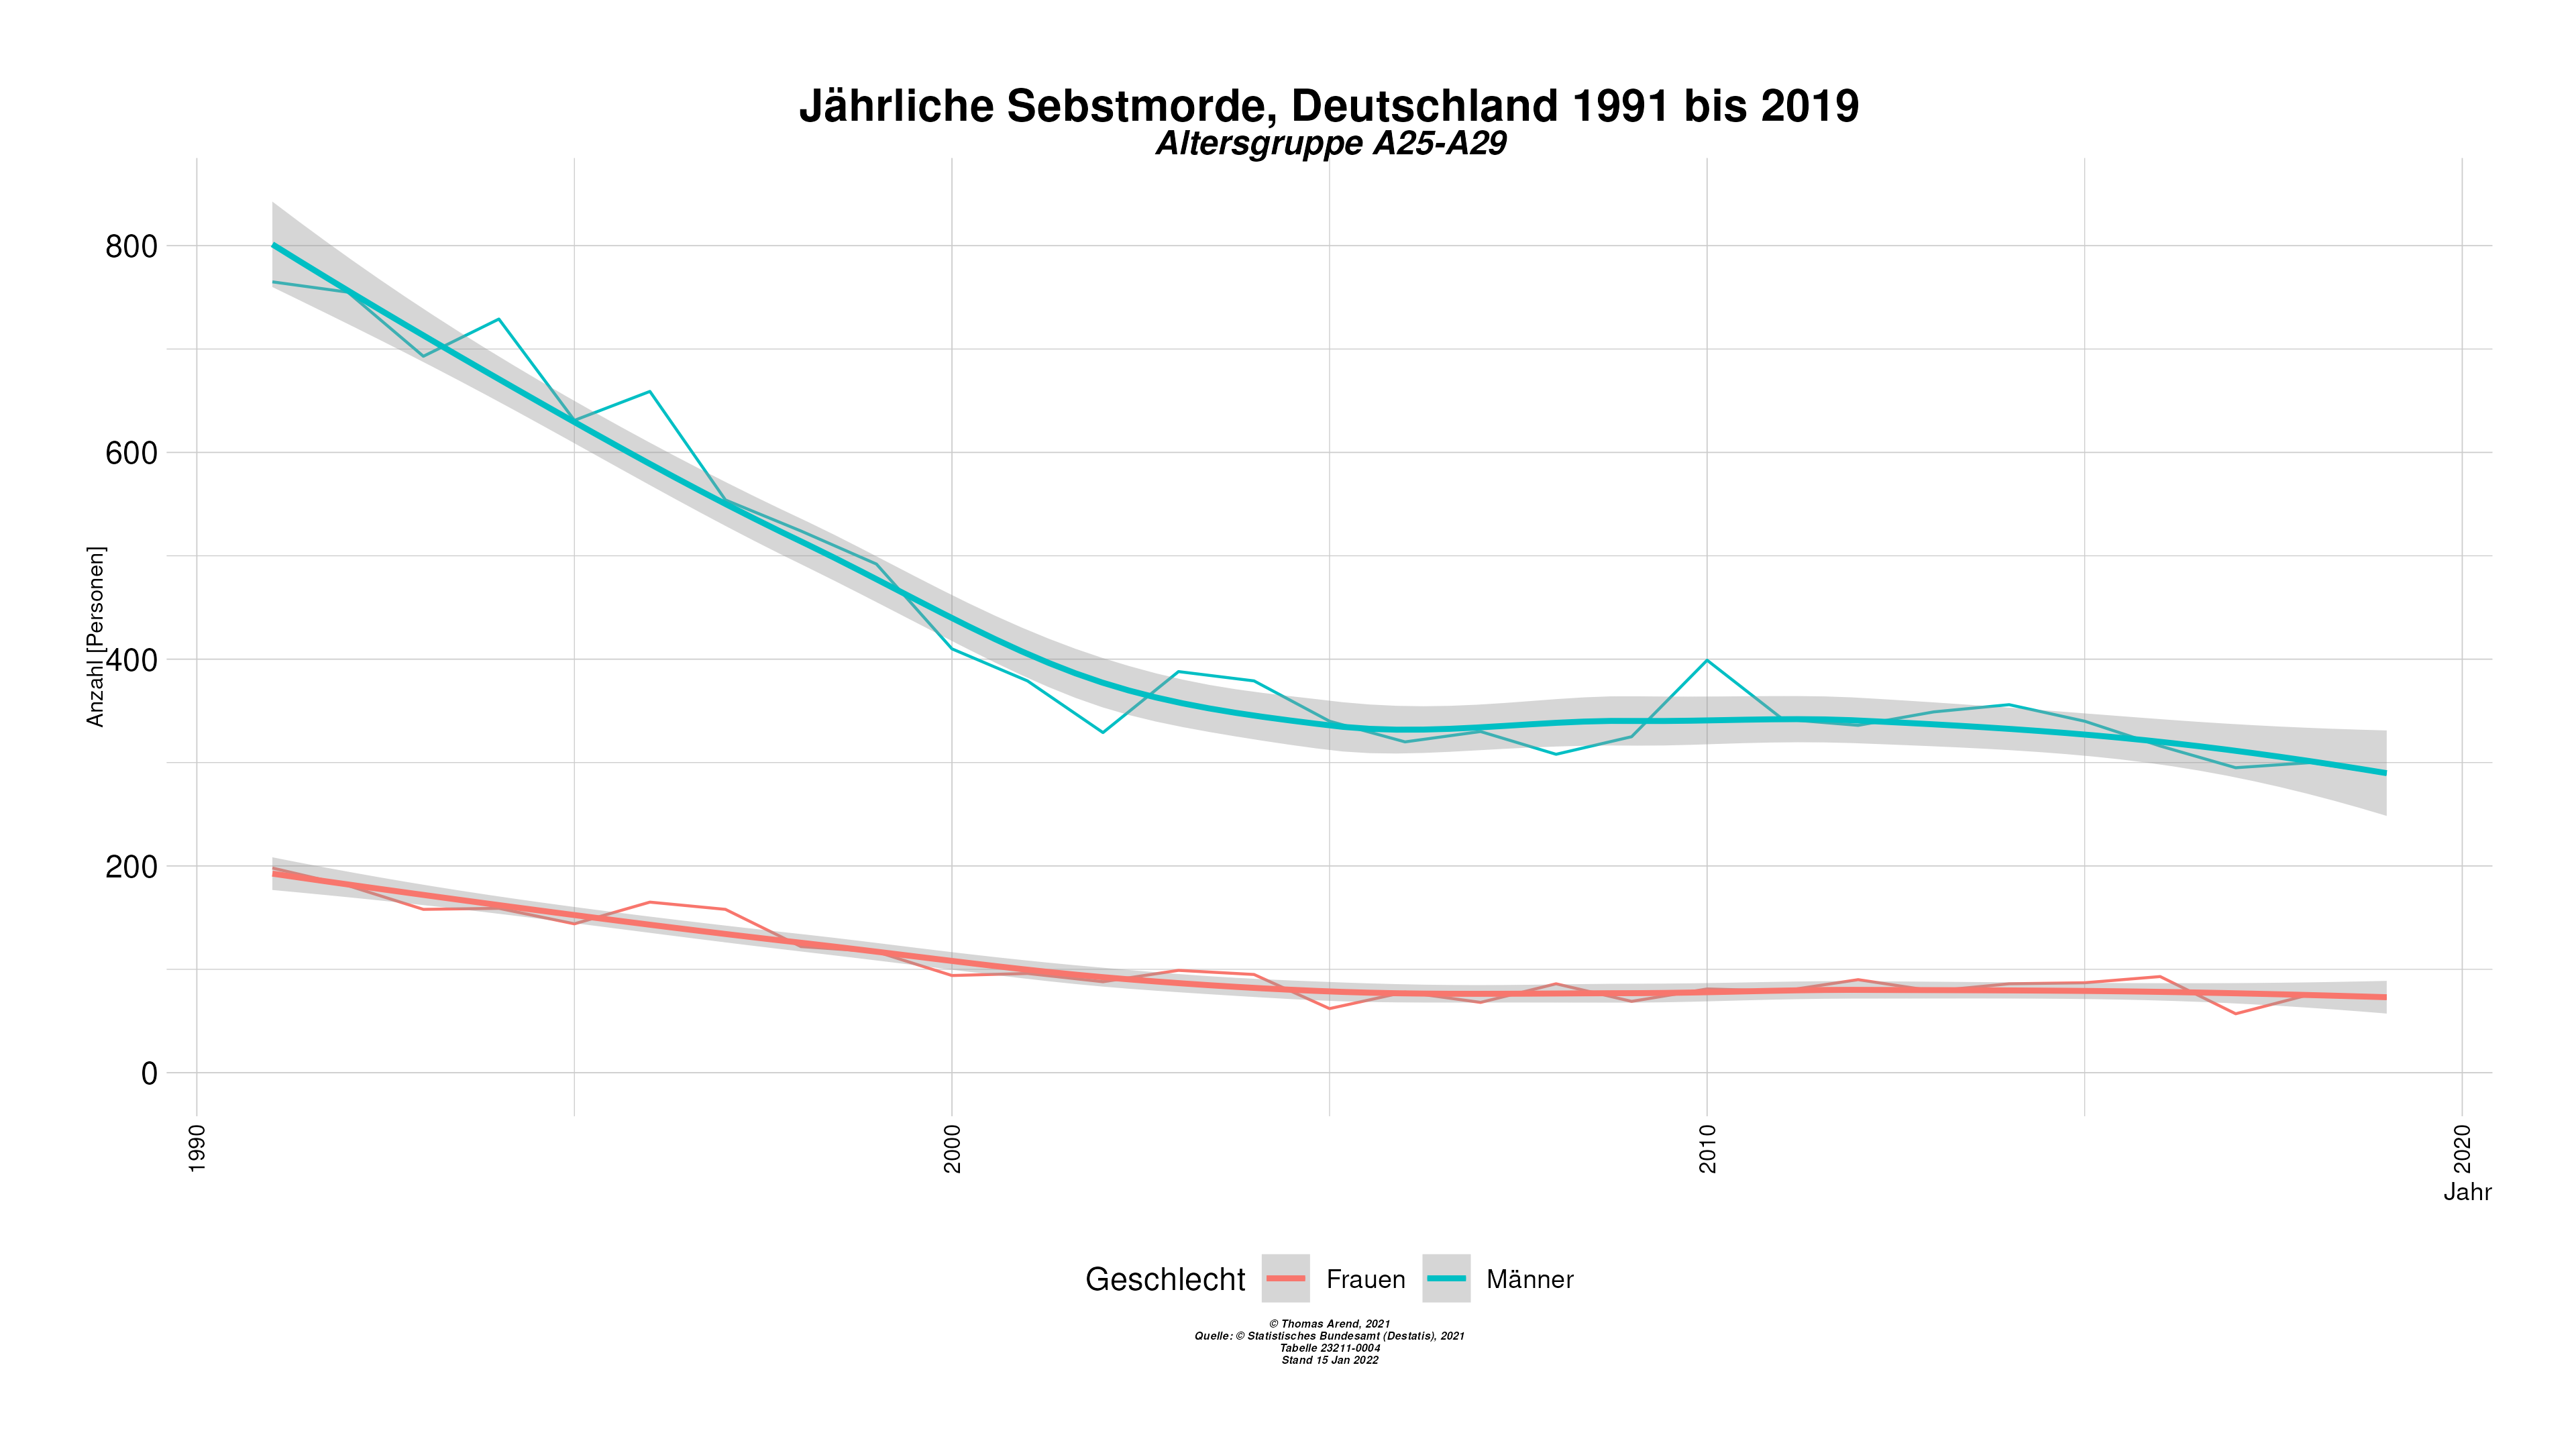 Jährliche Sebstmorde, Deutschland 1991 bis 2019
Altersgruppe A25-A29
Anzahl [Personen]
800
600
400
200
0
1990
2000
2010
2020
Jahr
Geschlecht Frauen Männer
© Thomas Arend, 2021
Quelle: © Statistisches Bundesamt (Destatis), 2021
Tabelle 23211-0004
Stand 15 Jan 2022